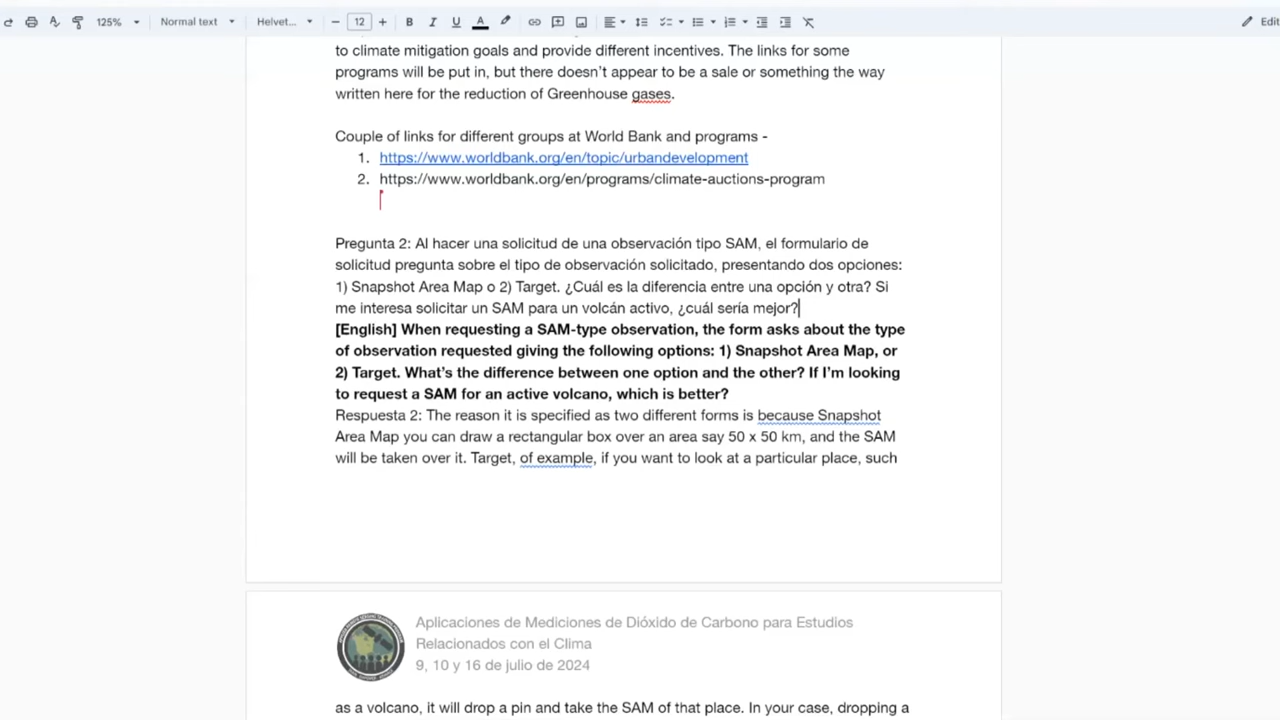 125%
Normal text
Helvet...
12
Edit
to climate mitigation goals and provide different incentives. The links for some
programs will be put in, but there doesn't appear to be a sale or something the way
written here for the reduction of Greenhouse gases.
Couple of links for different groups at World Bank and programs -
1. https://www.worldbank.org/en/topic/urbandevelopment
2. https://www.worldbank.org/en/programs/climate-auctions-program
Pregunta 2: Al hacer una solicitud de una observación tipo SAM, el formulario de
solicitud pregunta sobre el tipo de observación solicitado, presentando dos opciones:
1) Snapshot Area Map o 2) Target. ¿Cuál es la diferencia entre una opción y otra? Si
me interesa solicitar un SAM para un volcán activo, ¿cuál sería mejor?
[English] When requesting a SAM-type observation, the form asks about the type
of observation requested giving the following options: 1) Snapshot Area Map, or
2) Target. What's the difference between one option and the other? If I'm looking
to request a SAM for an active volcano, which is better?
Respuesta 2: The reason it is specified as two different forms is because Snapshot
Area Map you can draw a rectangular box over an area say 50 x 50 km, and the SAM
will be taken over it. Target, of example, if you want to look at a particular place, such
Aplicaciones de Mediciones de Dióxido de Carbono para Estudios
Relacionados con el Clima
9, 10 y 16 de julio de 2024
as a volcano, it will drop a pin and take the SAM of that place. In your case, dropping a